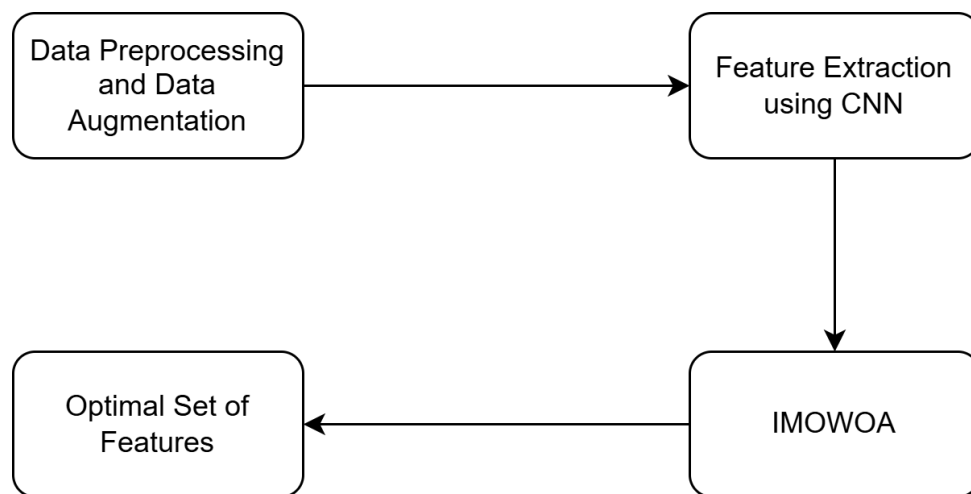 Data Preprocessing
and Data
Augmentation
Feature Extraction
using CNN
IMOWOA
Optimal Set of
Features